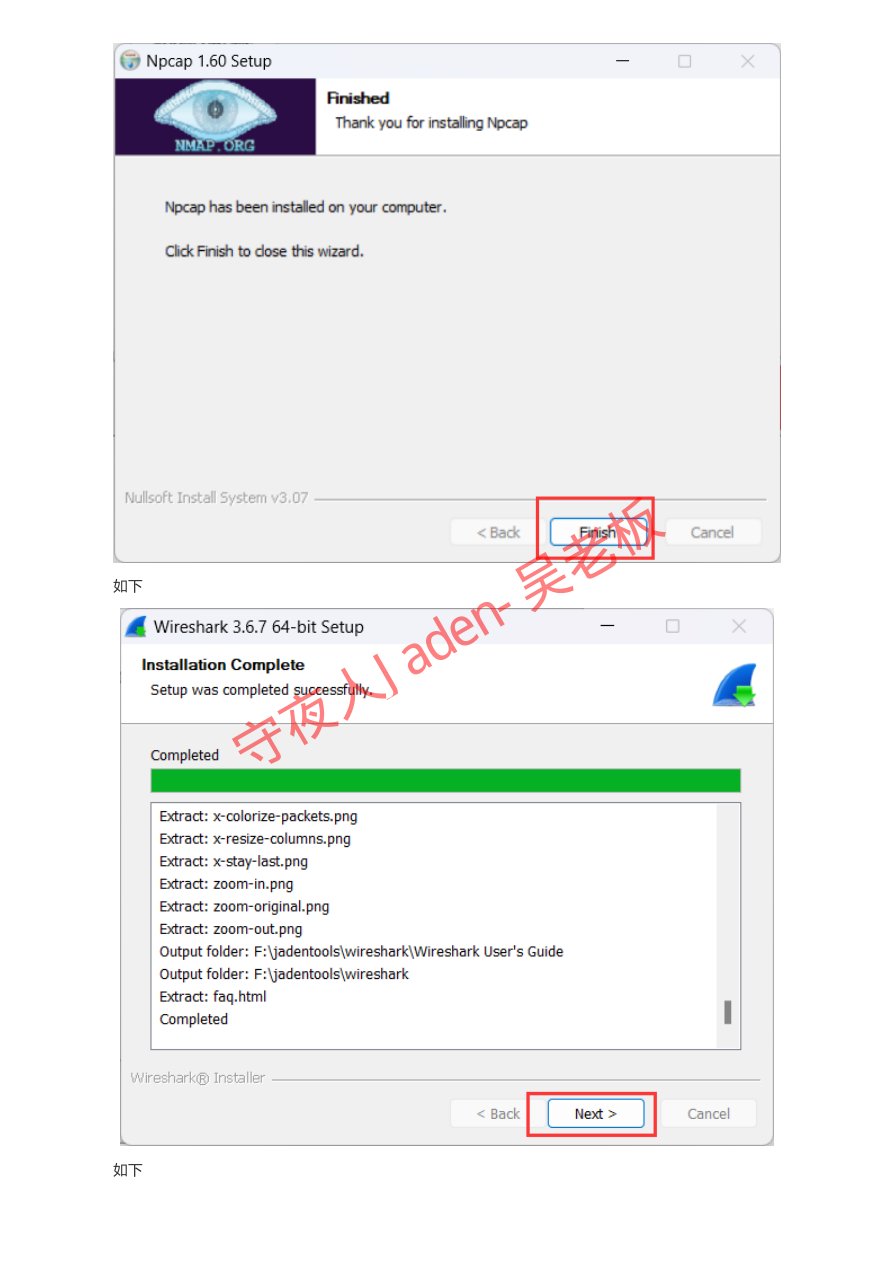 Npcap 1.60 Setup
NMAP.ORG
Finished
Thank you for installing Npcap
Npcap has been installed on your computer.
Click Finish to close this wizard.
Nullsoft Install System v3.07
< Back
Finish
Cancel
如下
Wireshark 3.6.7 64-bit Setup
Installation Complete
Setup was completed successfully.
守夜人Jaden-吴老板
Completed
Extract: x-colorize-packets.png
Extract: x-resize-columns.png
Extract: x-stay-last.png
Extract: zoom-in.png
Extract: zoom-original.png
Extract: zoom-out.png
Output folder: F:\jadentools\wireshark\Wireshark User's Guide
Output folder: F:\jadentools\wireshark
Extract: faq.html
Completed
Wireshark® Installer
< Back
Next >
Cancel
如下